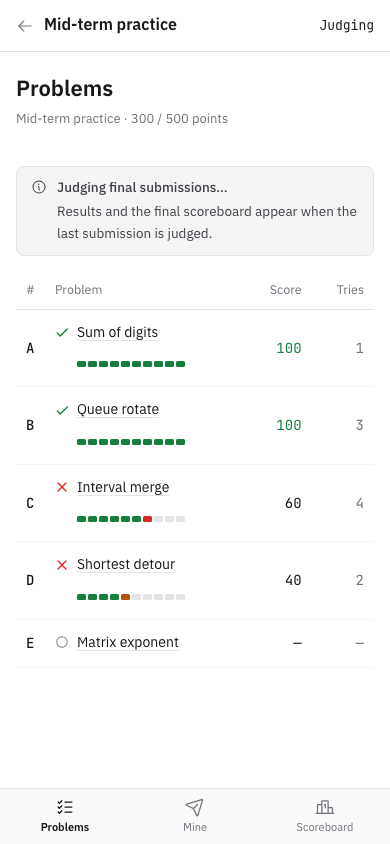 Mid-term practice Judging
Problems
Mid-term practice · 300 / 500 points
Judging final submissions...
Results and the final scoreboard appear when the
last submission is judged.
# Problem Score Tries
A Sum of digits 100 1
B Queue rotate 100 3
C Interval merge 60 4
D Shortest detour 40 2
E Matrix exponent — —
Problems Mine Scoreboard